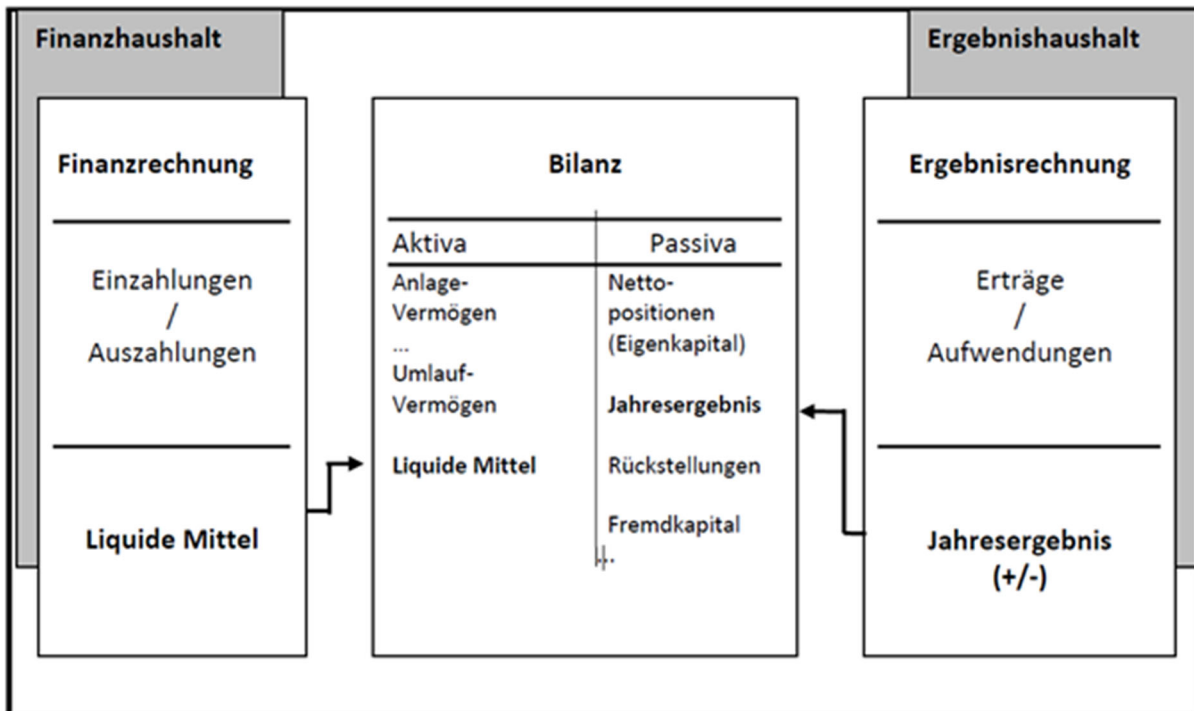 Finanzhaushalt
Ergebnishaushalt
Finanzrechnung
Einzahlungen
/
Auszahlungen
Liquide Mittel
Bilanz
Aktiva
Passiva
Anlage-
Vermögen
...
Umlauf-
Vermögen
Liquide Mittel
Netto-
positionen
(Eigenkapital)
Jahresergebnis
Rückstellungen
Fremdkapital
...
Ergebnisrechnung
Erträge
/
Aufwendungen
Jahresergebnis
(+/-)